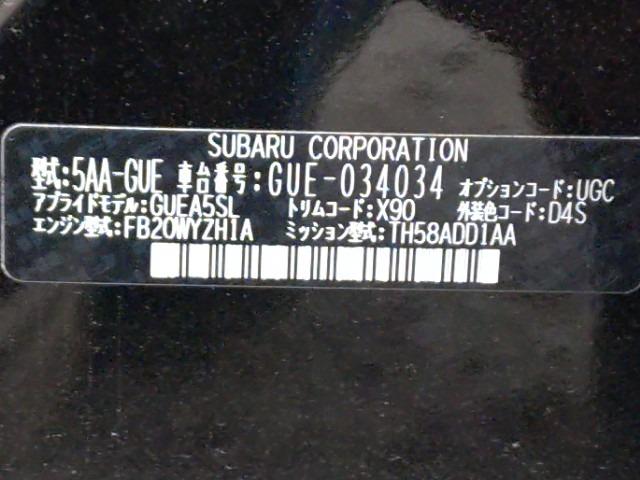 SUBARU CORPORATION
型式:5AA-GUE 車台番号:GUE-034034 オプションコード:UGC
アプライドモデル:GUEA5SL トリムコード:X90 外装色コード:D4S
エンジン型式:FB20WYZH1A ミッション型式:TH58ADD1AA